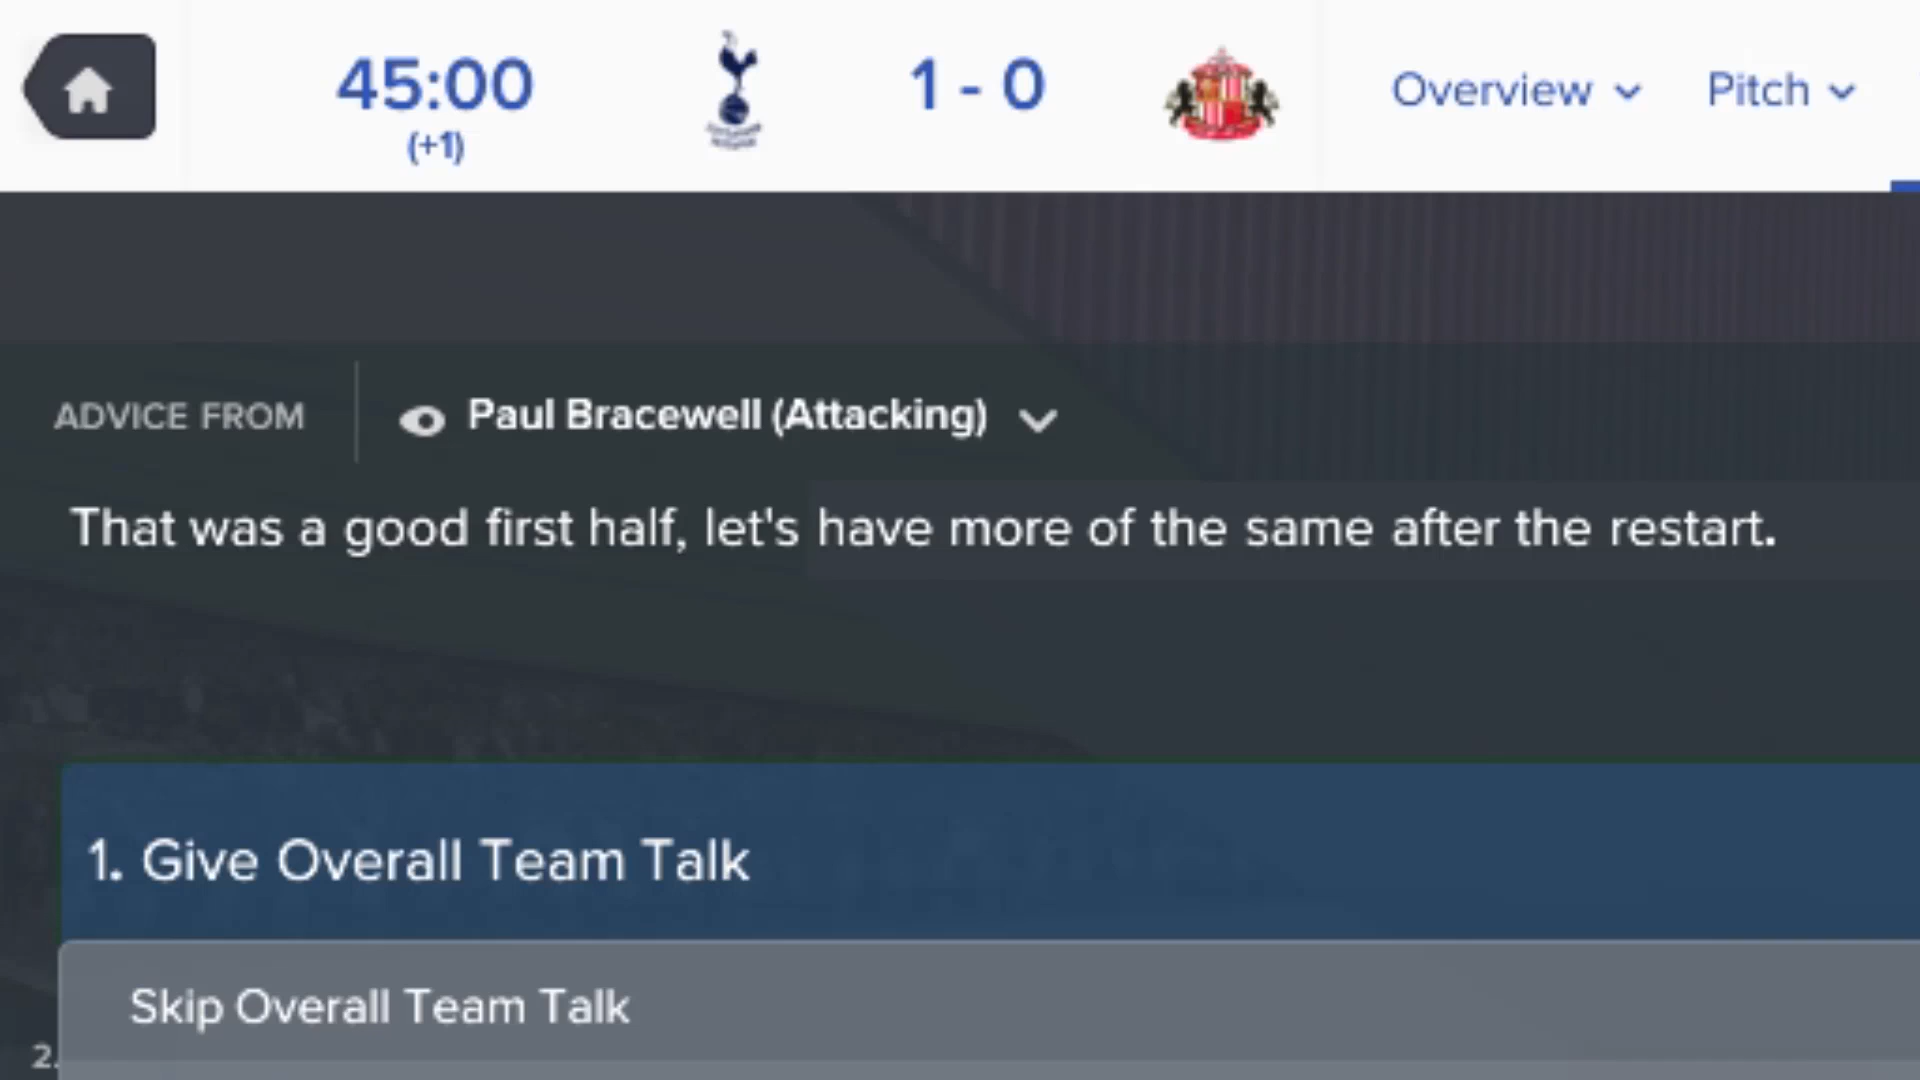 45:00
(+1)
1 - 0
Overview
Pitch
ADVICE FROM
Paul Bracewell (Attacking)
That was a good first half, let's have more of the same after the restart.
1. Give Overall Team Talk
Skip Overall Team Talk
2.